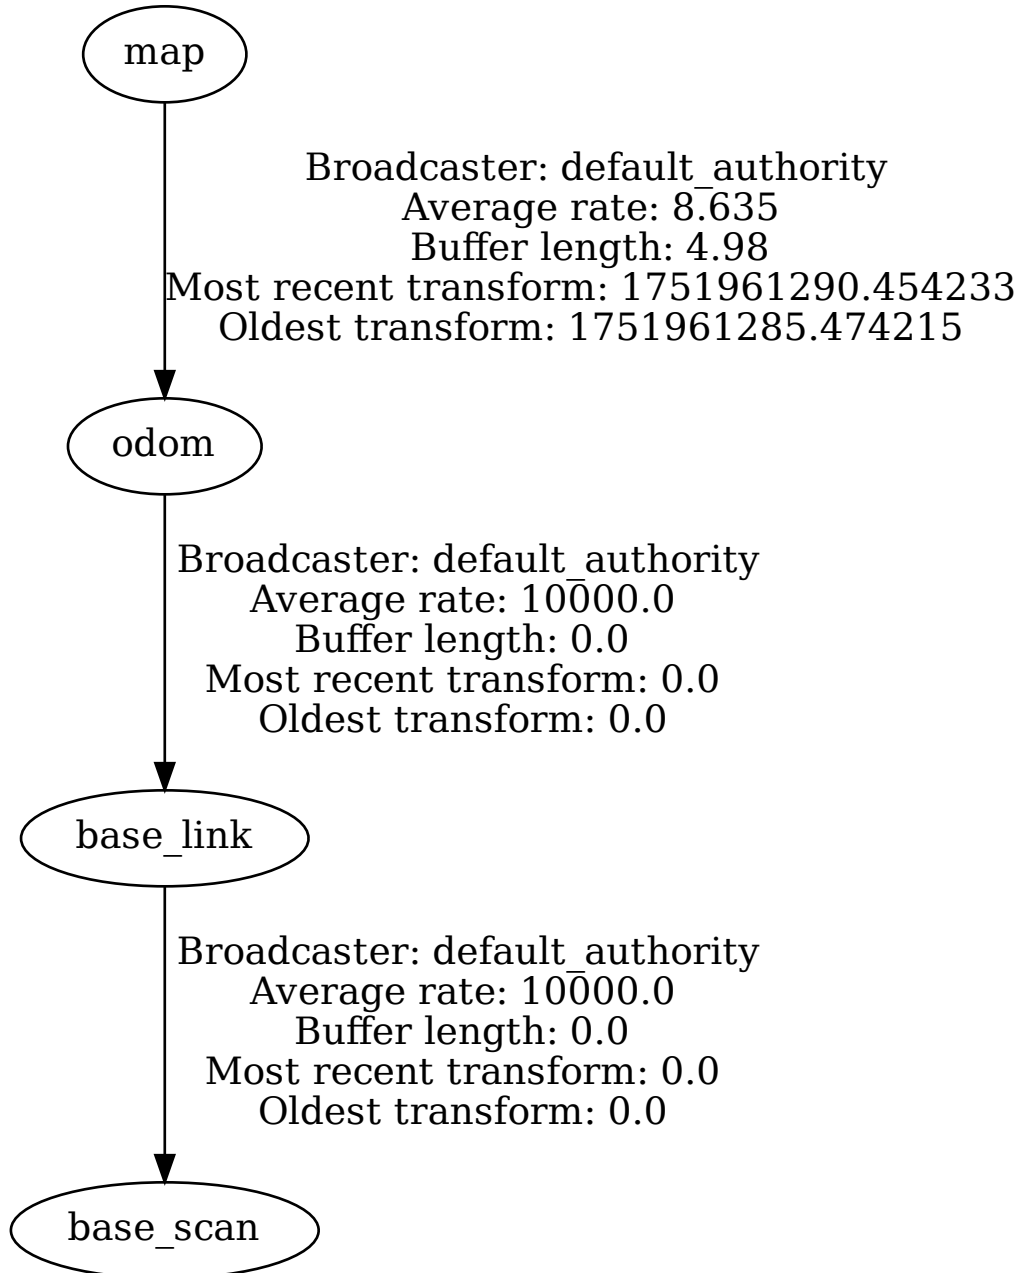 map
Broadcaster: default_authority
Average rate: 8.635
Buffer length: 4.98
Most recent transform: 1751961290.454233
Oldest transform: 1751961285.474215
odom
Broadcaster: default_authority
Average rate: 10000.0
Buffer length: 0.0
Most recent transform: 0.0
Oldest transform: 0.0
base_link
Broadcaster: default_authority
Average rate: 10000.0
Buffer length: 0.0
Most recent transform: 0.0
Oldest transform: 0.0
base_scan